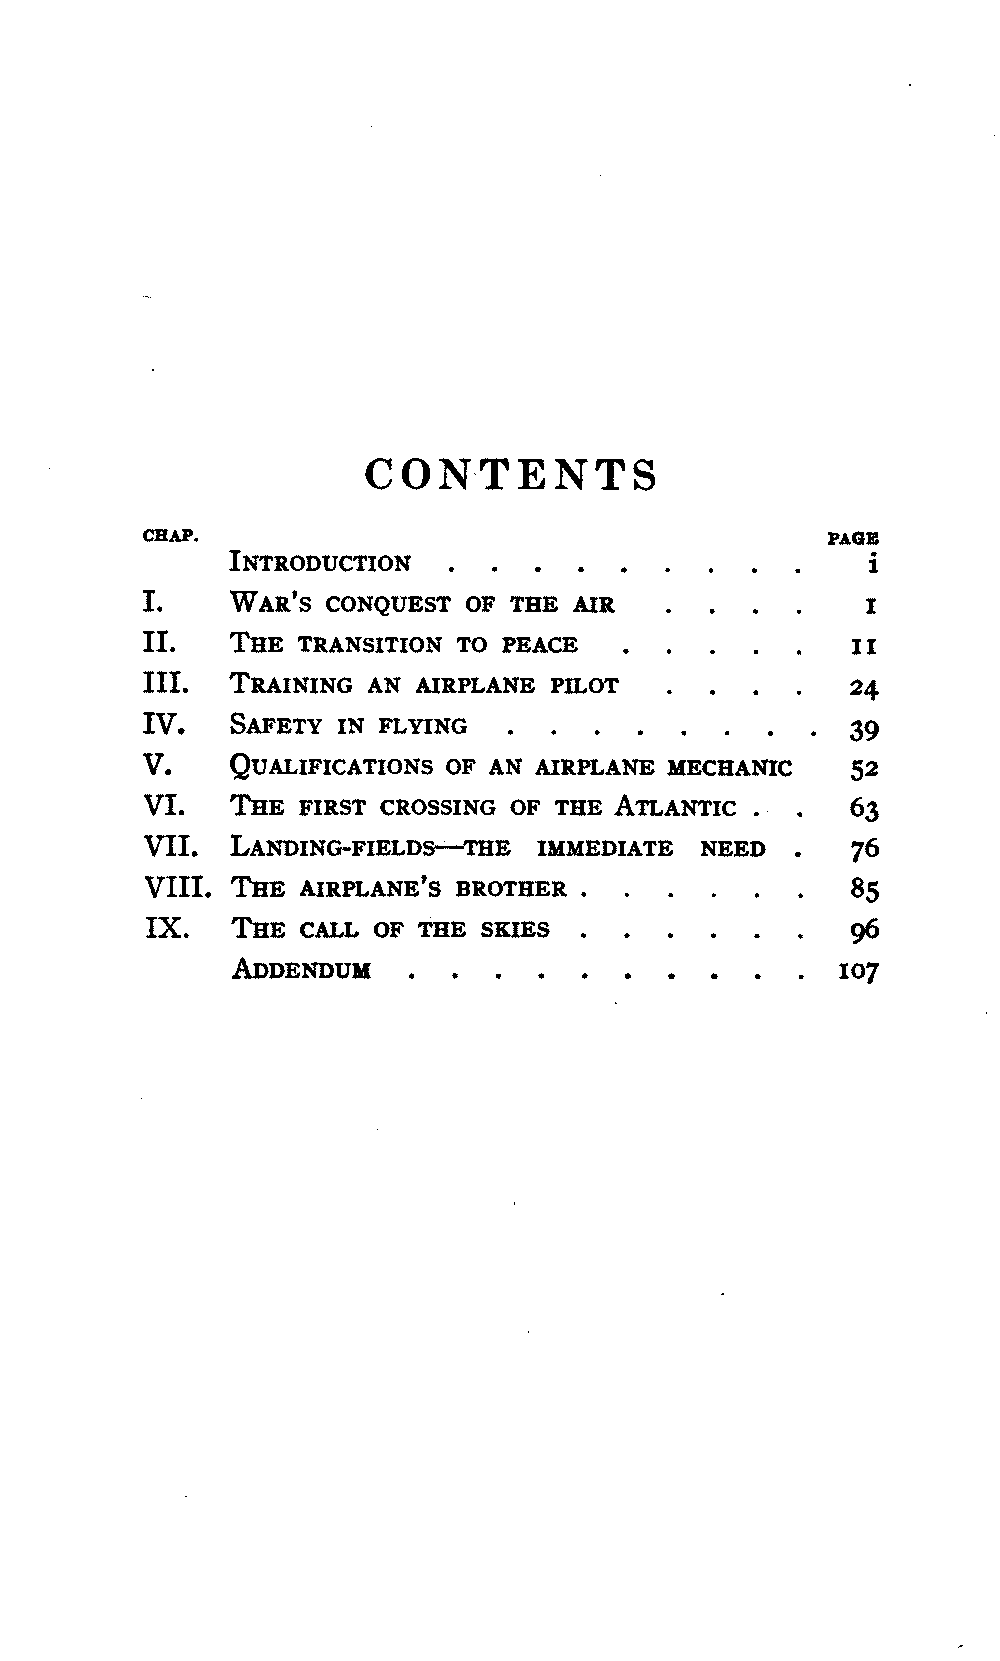 CONTENTS
CHAP. PAGE
INTRODUCTION . . . . . . . . . i
I. WAR'S CONQUEST OF THE AIR . . . . 1
II. THE TRANSITION TO PEACE . . . . . 11
III. TRAINING AN AIRPLANE PILOT . . . . 24
IV. SAFETY IN FLYING . . . . . . . . 39
V. QUALIFICATIONS OF AN AIRPLANE MECHANIC 52
VI. THE FIRST CROSSING OF THE ATLANTIC . . 63
VII. LANDING-FIELDS—THE IMMEDIATE NEED . 76
VIII. THE AIRPLANE'S BROTHER . . . . . . 85
IX. THE CALL OF THE SKIES . . . . . . 96
ADDENDUM . . . . . . . . . . 107